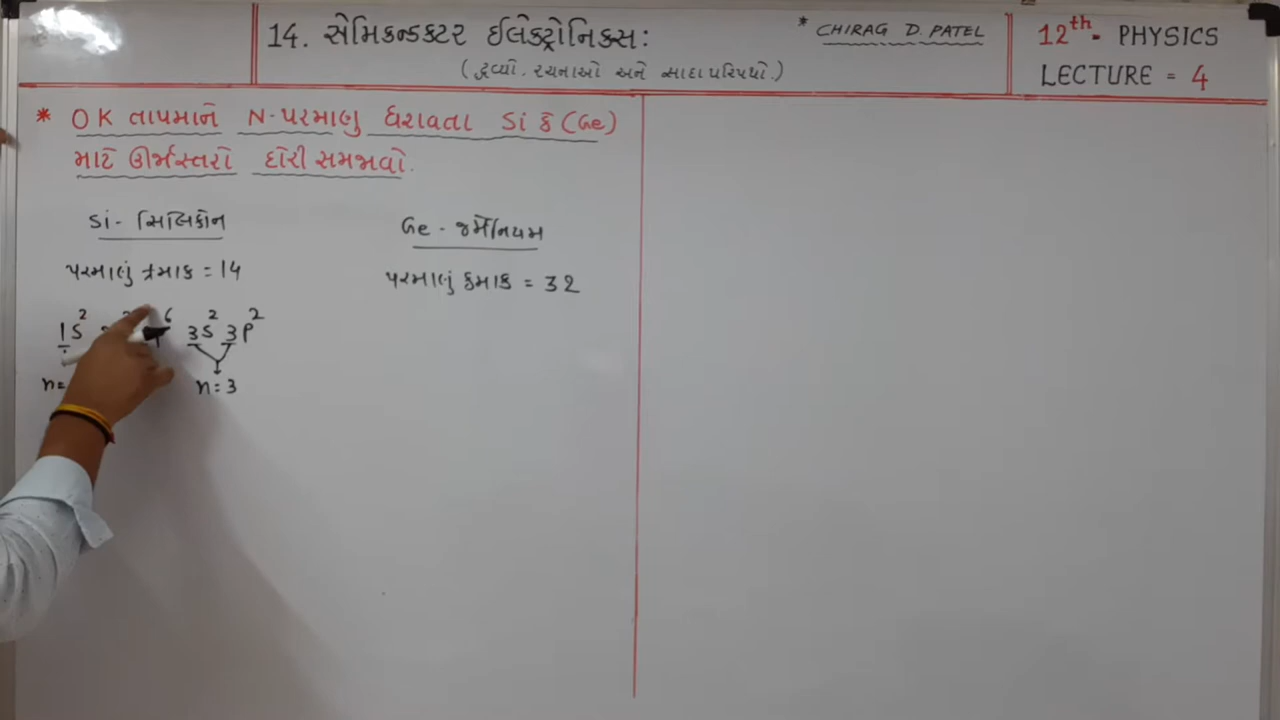 14. સેમિકન્ડક્ટર ઈલેક્ટ્રોનિક્સ:
(દ્રવ્યો, રચનાઓ અને સાદા પરિપથો.)
* CHIRAG D. PATEL
12th - PHYSICS
LECTURE = 4
* 0 K તાપમાને N-પરમાણુ ધરાવતા Si કે (Ge)
માટે ઊર્જાસ્તરો દોરી સમજાવો.
Si - સિલિકોન
પરમાણું ક્રમાક = 14
1s² 6 3s² 3p²
n= n = 3
Ge - જર્મેનિયમ
પરમાણું ક્રમાક = 32